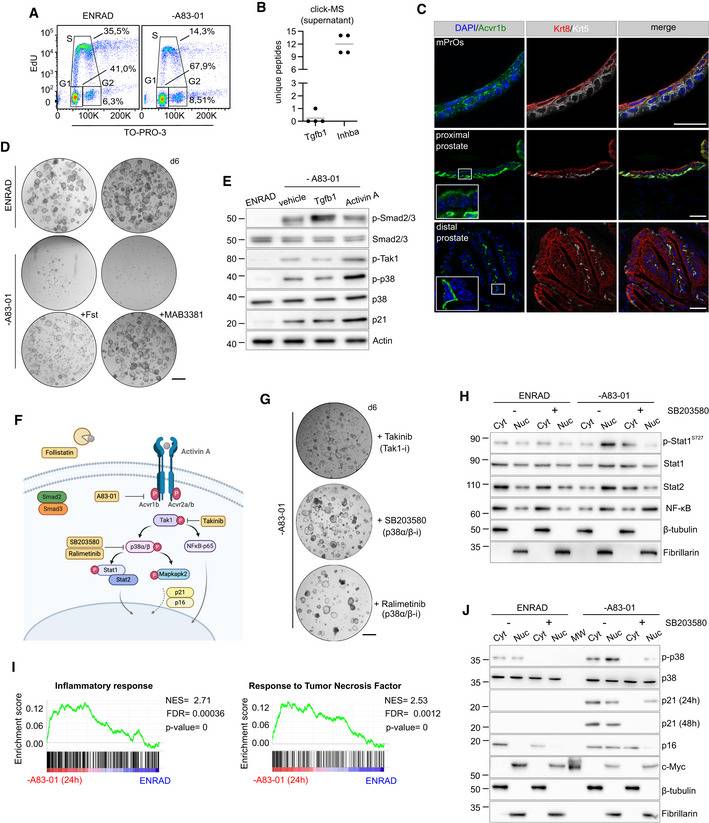 A
ENRAD
-A83-01
35,5%
14,3%
S
S
41,0%
67,9%
G1
G2
G1
G2
6,3%
8,51%
EdU
10⁵
10⁴
10³
10²
0
0 100K 200K
0 100K 200K
TO-PRO-3
B
click-MS
(supernatant)
unique peptides
15
12
9
6
3
2
1
0
Tgfb1
Inhba
C
DAPI/Acvr1b
Krt8/Krt5
merge
mPrOs
proximal
prostate
distal
prostate
D
d6
ENRAD
-A83-01
+Fst
+MAB3381
E
- A83-01
ENRAD
vehicle
Tgfb1
Activin A
50
p-Smad2/3
50
Smad2/3
80
p-Tak1
40
p-p38
40
p38
20
p21
40
Actin
F
Follistatin
Activin A
Smad2
Smad3
A83-01
P
P
Acvr1b
Acvr2a/b
Tak1
P
Takinib
SB203580
Ralimetinib
P
p38α/β
NFκB-p65
P
Stat1
Stat2
P
Mapkapk2
p21
p16
G
d6
-A83-01
+ Takinib
(Tak1-i)
+ SB203580
(p38α/β-i)
+ Ralimetinib
(p38α/β-i)
H
ENRAD
-A83-01
- + - + SB203580
Cyt Nuc Cyt Nuc Cyt Nuc Cyt Nuc
90
p-Stat1S727
90
Stat1
110
Stat2
60
NF-κB
50
β-tubulin
35
Fibrillarin
I
Inflammatory response
Enrichment score
0.12
0.06
0.00
NES= 2.71
FDR= 0.00036
p-value= 0
-A83-01 (24h)
ENRAD
Response to Tumor Necrosis Factor
Enrichment score
0.12
0.06
0.00
NES= 2.53
FDR= 0.0012
p-value= 0
-A83-01 (24h)
ENRAD
J
ENRAD
-A83-01
- + - + SB203580
Cyt Nuc Cyt Nuc MW Cyt Nuc Cyt Nuc
35
p-p38
35
p38
20
p21 (24h)
20
p21 (48h)
20
p16
50
c-Myc
50
β-tubulin
35
Fibrillarin